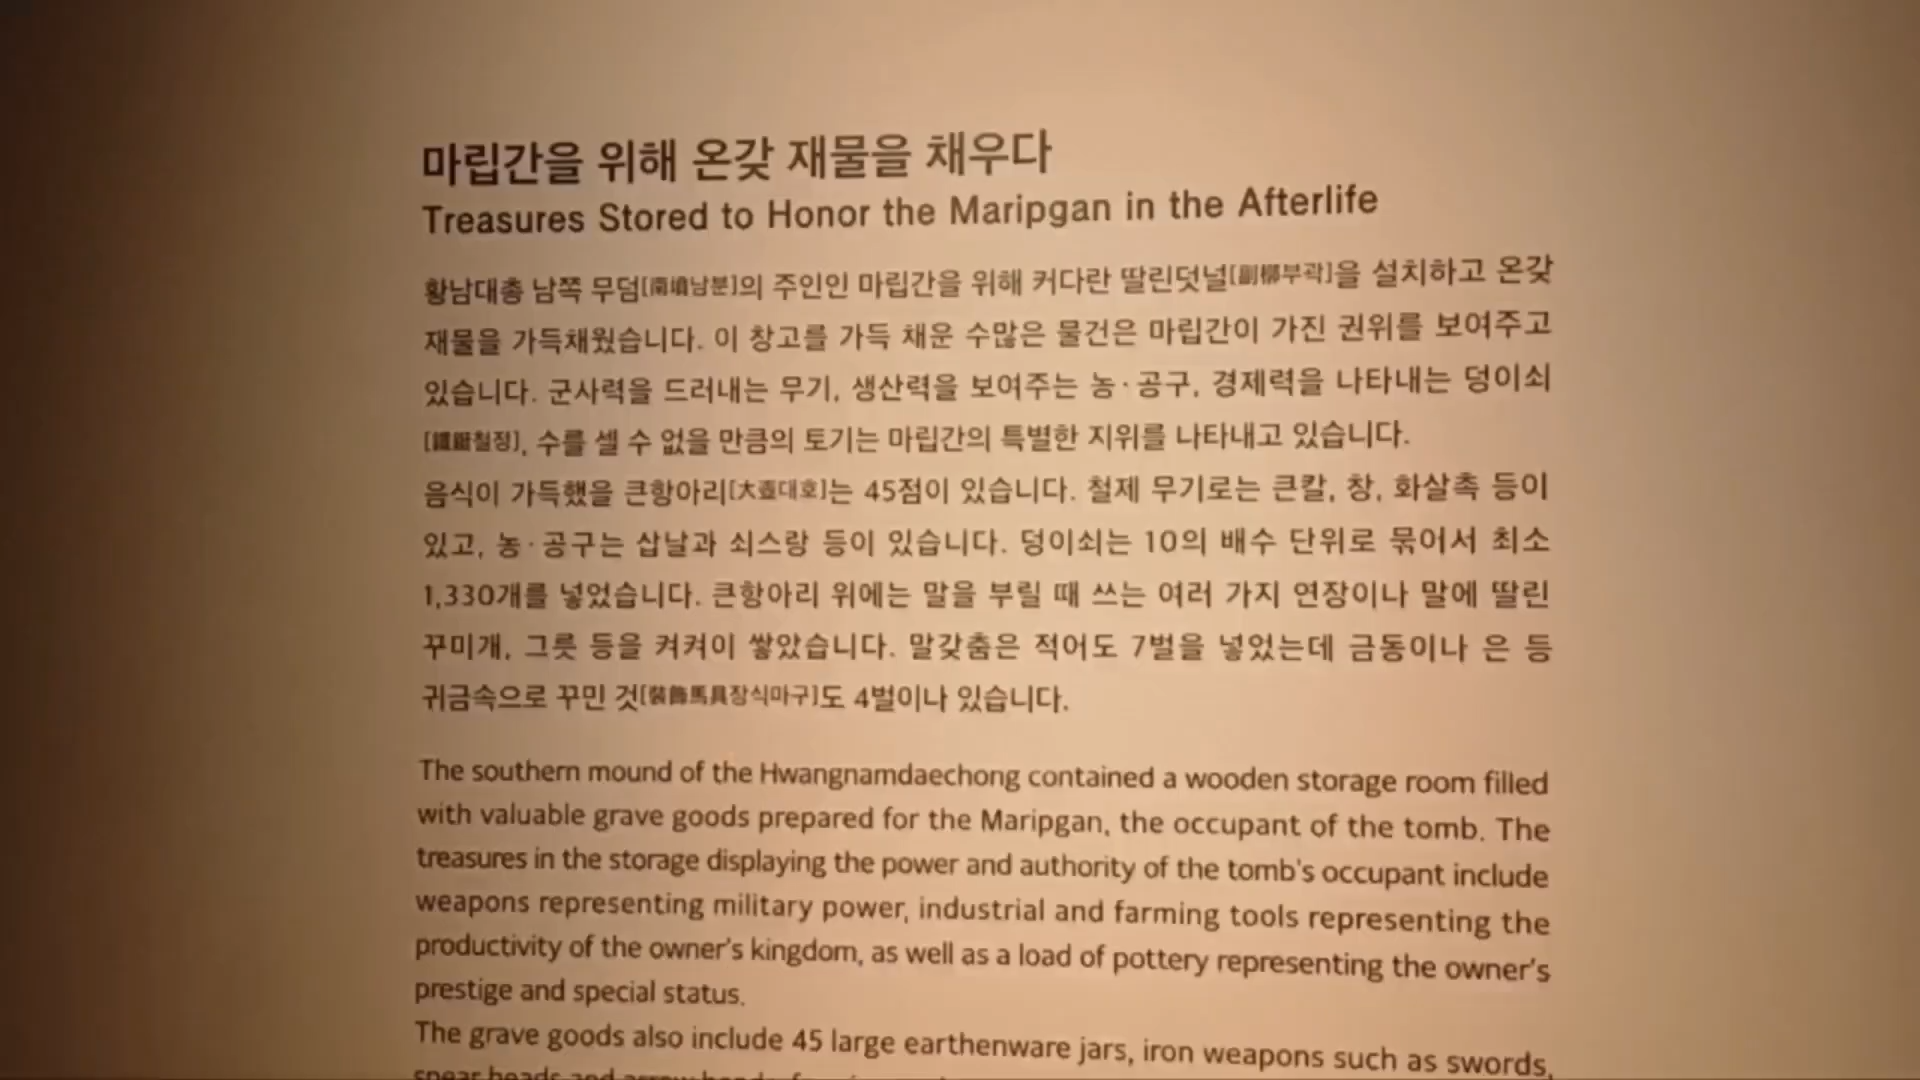 마립간을 위해 온갖 재물을 채우다
Treasures Stored to Honor the Maripgan in the Afterlife
황남대총 남쪽 무덤[南墳남분]의 주인인 마립간을 위해 커다란 딸린덧널[副槨부곽]을 설치하고 온갖
재물을 가득채웠습니다. 이 창고를 가득 채운 수많은 물건은 마립간이 가진 권위를 보여주고
있습니다. 군사력을 드러내는 무기, 생산력을 보여주는 농·공구, 경제력을 나타내는 덩이쇠
[鐵鋌철정], 수를 셀 수 없을 만큼의 토기는 마립간의 특별한 지위를 나타내고 있습니다.
음식이 가득했을 큰항아리[大壺대호]는 45점이 있습니다. 철제 무기로는 큰칼, 창, 화살촉 등이
있고, 농·공구는 삽날과 쇠스랑 등이 있습니다. 덩이쇠는 10의 배수 단위로 묶어서 최소
1,330개를 넣었습니다. 큰항아리 위에는 말을 부릴 때 쓰는 여러 가지 연장이나 말에 딸린
꾸미개, 그릇 등을 켜켜이 쌓았습니다. 말갖춤은 적어도 7벌을 넣었는데 금동이나 은 등
귀금속으로 꾸민 것[裝飾馬具장식마구]도 4벌이나 있습니다.
The southern mound of the Hwangnamdaechong contained a wooden storage room filled
with valuable grave goods prepared for the Maripgan, the occupant of the tomb. The
treasures in the storage displaying the power and authority of the tomb's occupant include
weapons representing military power, industrial and farming tools representing the
productivity of the owner's kingdom, as well as a load of pottery representing the owner's
prestige and special status.
The grave goods also include 45 large earthenware jars, iron weapons such as swords,
spear heads and